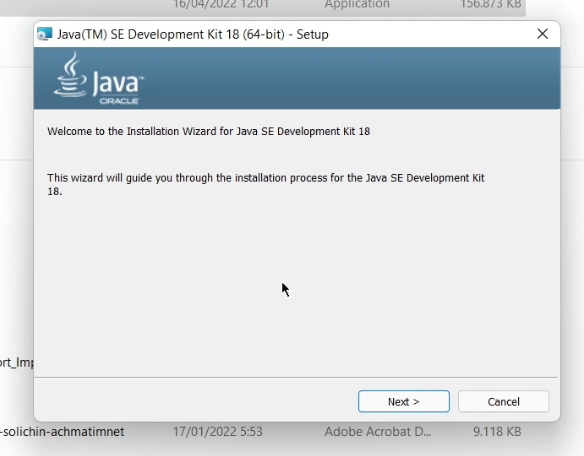 16/04/2022 12:01 Application 156.873 KB
Java(TM) SE Development Kit 18 (64-bit) - Setup
Java™
ORACLE
Welcome to the Installation Wizard for Java SE Development Kit 18
This wizard will guide you through the installation process for the Java SE Development Kit
18.
ort_Imp
Next > Cancel
-solichin-achmatimnet 17/01/2022 5:53 Adobe Acrobat D... 9.118 KB